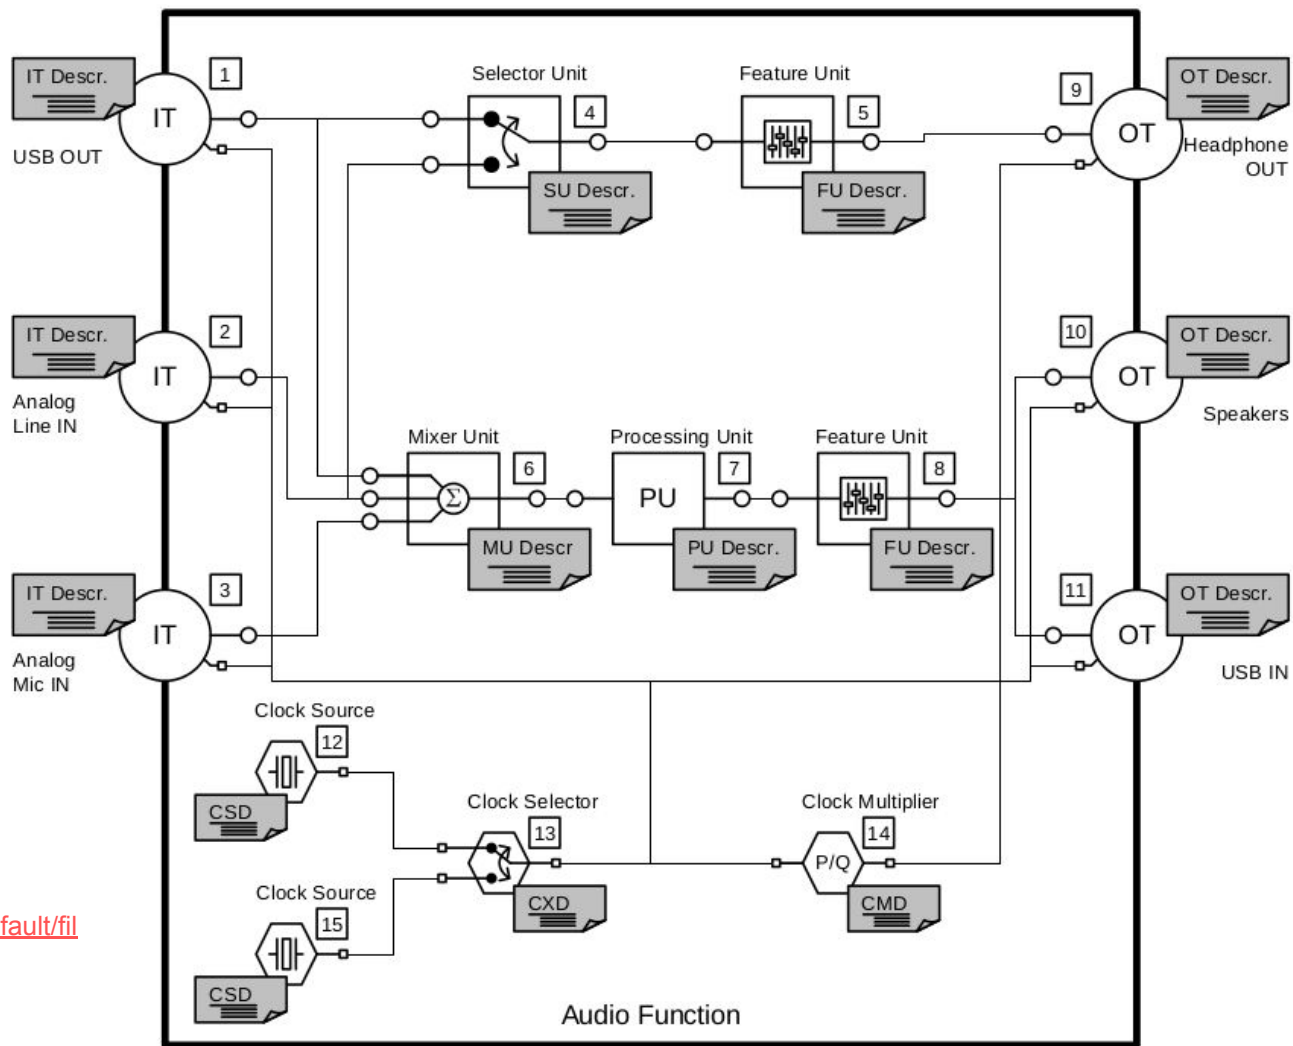 IT Descr.
1
IT
USB OUT
Selector Unit
4
SU Descr.
Feature Unit
5
FU Descr.
9
OT Descr.
OT
Headphone
OUT
IT Descr.
2
IT
Analog
Line IN
10
OT Descr.
OT
Speakers
Mixer Unit
6
Σ
MU Descr
Processing Unit
7
PU
PU Descr.
Feature Unit
8
FU Descr.
IT Descr.
3
IT
Analog
Mic IN
11
OT Descr.
OT
USB IN
Clock Source
12
CSD
Clock Selector
13
CXD
Clock Multiplier
14
P/Q
CMD
Clock Source
15
CSD
fault/fil
Audio Function